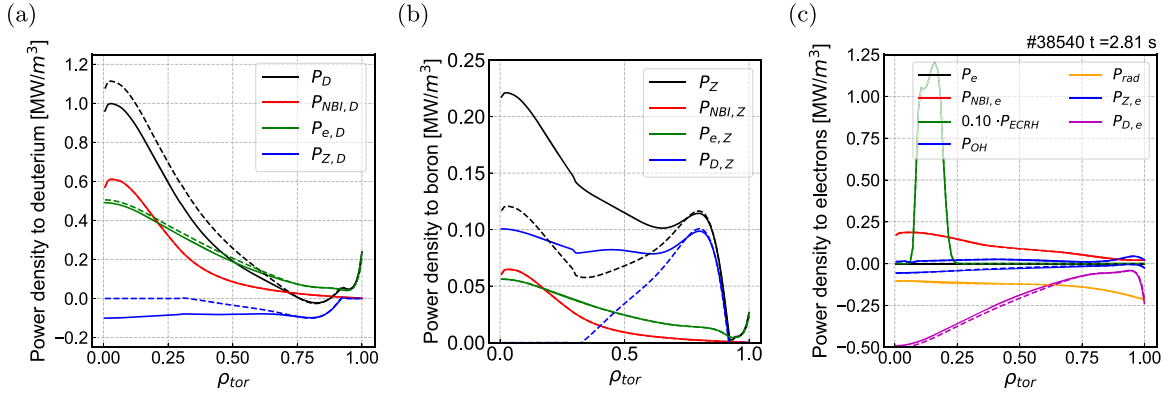 (a)
Power density to deuterium [MW/m³]
1.2
1.0
0.8
0.6
0.4
0.2
0.0
−0.2
0.00 0.25 0.50 0.75 1.00
ρ_tor
P_D
P_NBI, D
P_e, D
P_Z, D
(b)
Power density to boron [MW/m³]
0.25
0.20
0.15
0.10
0.05
0.00
0.0 0.5 1.0
ρ_tor
P_Z
P_NBI, Z
P_e, Z
P_D, Z
(c)
#38540 t =2.81 s
Power density to electrons [MW/m³]
1.25
1.00
0.75
0.50
0.25
0.00
−0.25
−0.50
0.00 0.25 0.50 0.75 1.00
ρ_tor
P_e
P_NBI, e
0.10 ·P_ECRH
P_OH
P_rad
P_Z, e
P_D, e